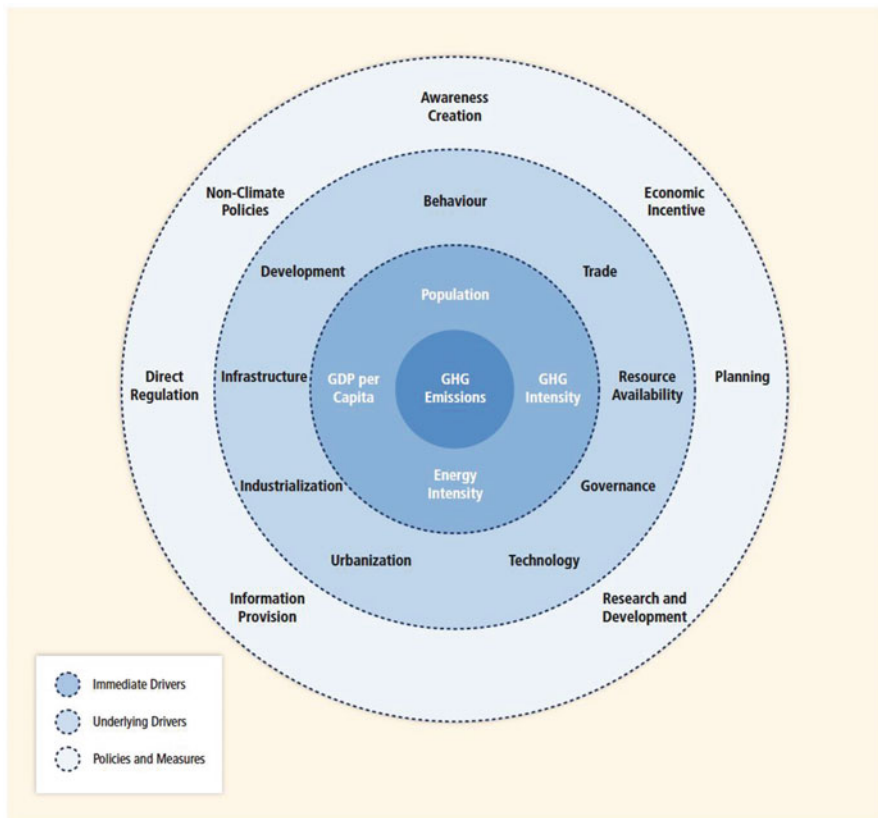 Awareness
Creation
Non-Climate
Policies
Economic
Incentive
Behaviour
Development
Trade
Population
Direct
Regulation
Infrastructure
GDP per
Capita
GHG
Emissions
GHG
Intensity
Resource
Availability
Planning
Energy
Intensity
Industrialization
Governance
Urbanization
Technology
Information
Provision
Research and
Development
Immediate Drivers
Underlying Drivers
Policies and Measures